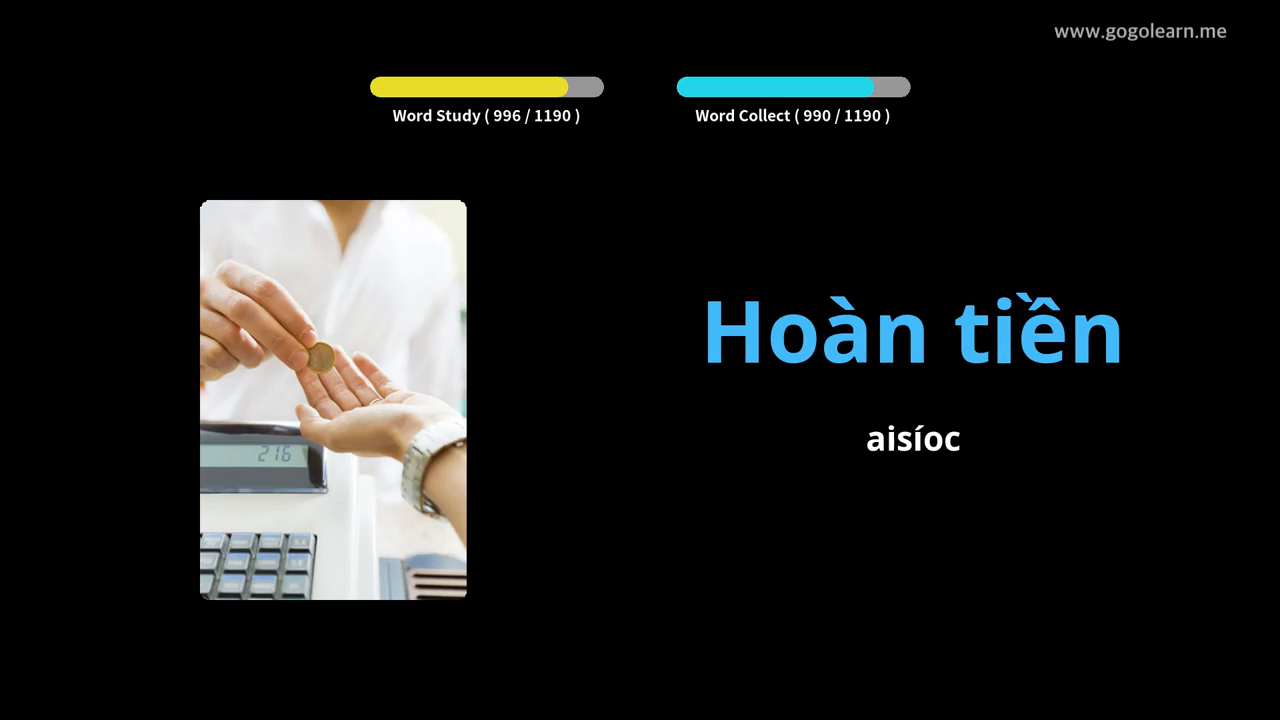 www.gogolearn.me
Word Study ( 996 / 1190 )
Word Collect ( 990 / 1190 )
Hoàn tiền
aisíoc
216